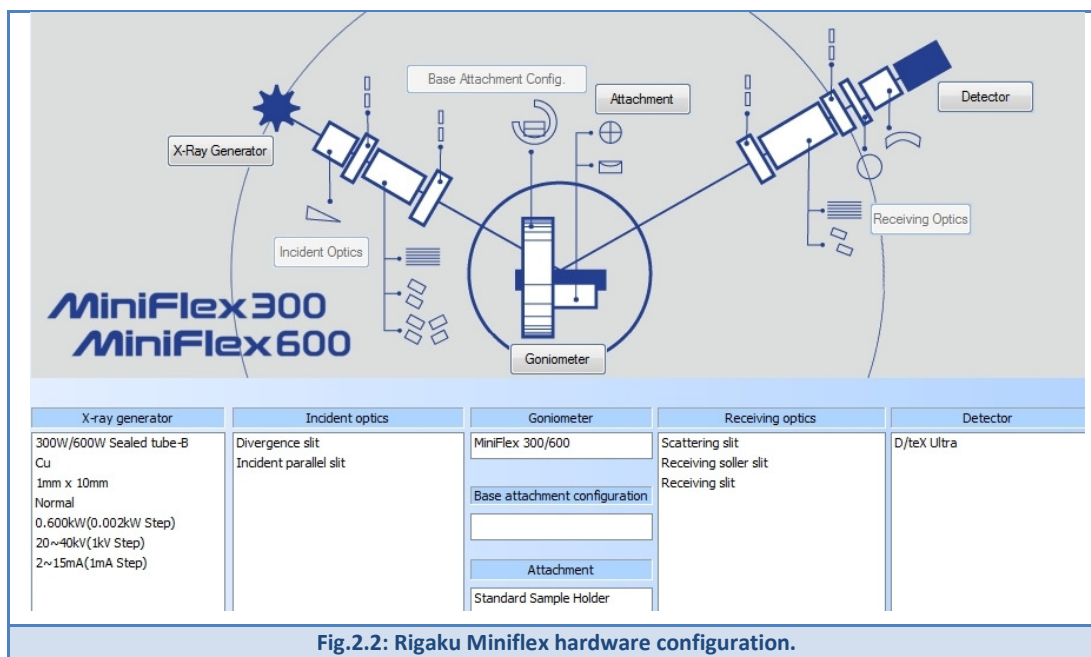 Base Attachment Config.
Attachment
Detector
X-Ray Generator
Receiving Optics
Incident Optics
MiniFlex300
MiniFlex600
Goniometer
X-ray generator
300W/600W Sealed tube-B
Cu
1mm x 10mm
Normal
0.600kW(0.002kW Step)
20~40kV(1kV Step)
2~15mA(1mA Step)
Incident optics
Divergence slit
Incident parallel slit
Goniometer
MiniFlex 300/600
Base attachment configuration
Attachment
Standard Sample Holder
Receiving optics
Scattering slit
Receiving soller slit
Receiving slit
Detector
D/teX Ultra
Fig.2.2: Rigaku Miniflex hardware configuration.